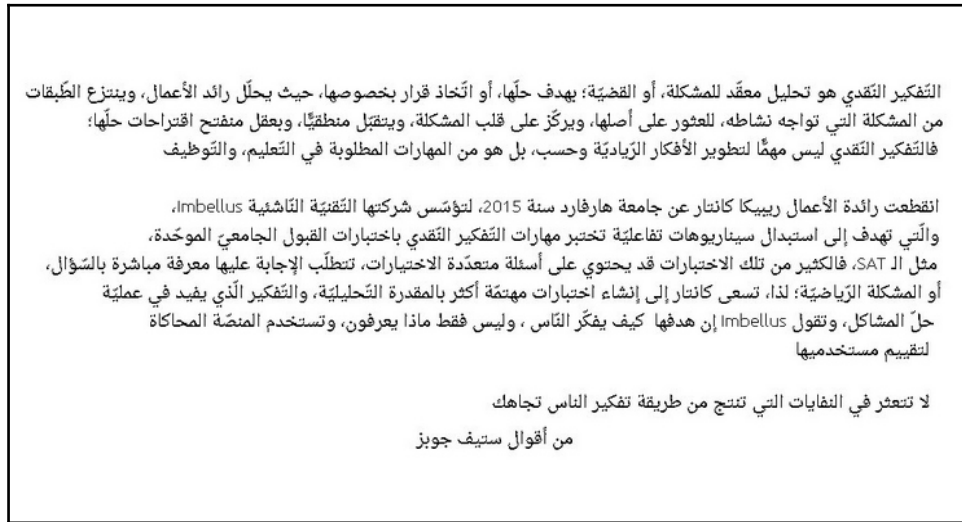 التّفكير النّقدي هو تحليل معقّد للمشكلة، أو القضيّة؛ بهدف حلّها، أو اتّخاذ قرار بخصوصها، حيث يحلّل رائد الأعمال، وينتزع الطّبقات
من المشكلة التي تواجه نشاطه، للعثور على أصلها، ويركّز على قلب المشكلة، ويتقبّل منطقيًّا، وبعقل منفتح اقتراحات حلّها؛
فالتّفكير النّقدي ليس مهمًّا لتطوير الأفكار الرّياديّة وحسب، بل هو من المهارات المطلوبة في التّعليم، والتّوظيف
انقطعت رائدة الأعمال ريبيكا كانتار عن جامعة هارفارد سنة 2015، لتؤسّس شركتها التّقنيّة النّاشئية Imbellus،
والّتي تهدف إلى استبدال سيناريوهات تفاعليّة تختبر مهارات التّفكير النّقدي باختبارات القبول الجامعيّ الموحّدة،
مثل الـ SAT، فالكثير من تلك الاختبارات قد يحتوي على أسئلة متعدّدة الاختيارات، تتطلّب الإجابة عليها معرفة مباشرة بالسّؤال،
أو المشكلة الرّياضيّة؛ لذا، تسعى كانتار إلى إنشاء اختبارات مهتمّة أكثر بالمقدرة التّحليليّة، والتّفكير الّذي يفيد في عمليّة
حلّ المشاكل، وتقول Imbellus إن هدفها كيف يفكّر النّاس ، وليس فقط ماذا يعرفون، وتستخدم المنصّة المحاكاة
لتقييم مستخدميها
لا تتعثر في النفايات التي تنتج من طريقة تفكير الناس تجاهك
من أقوال ستيف جوبز